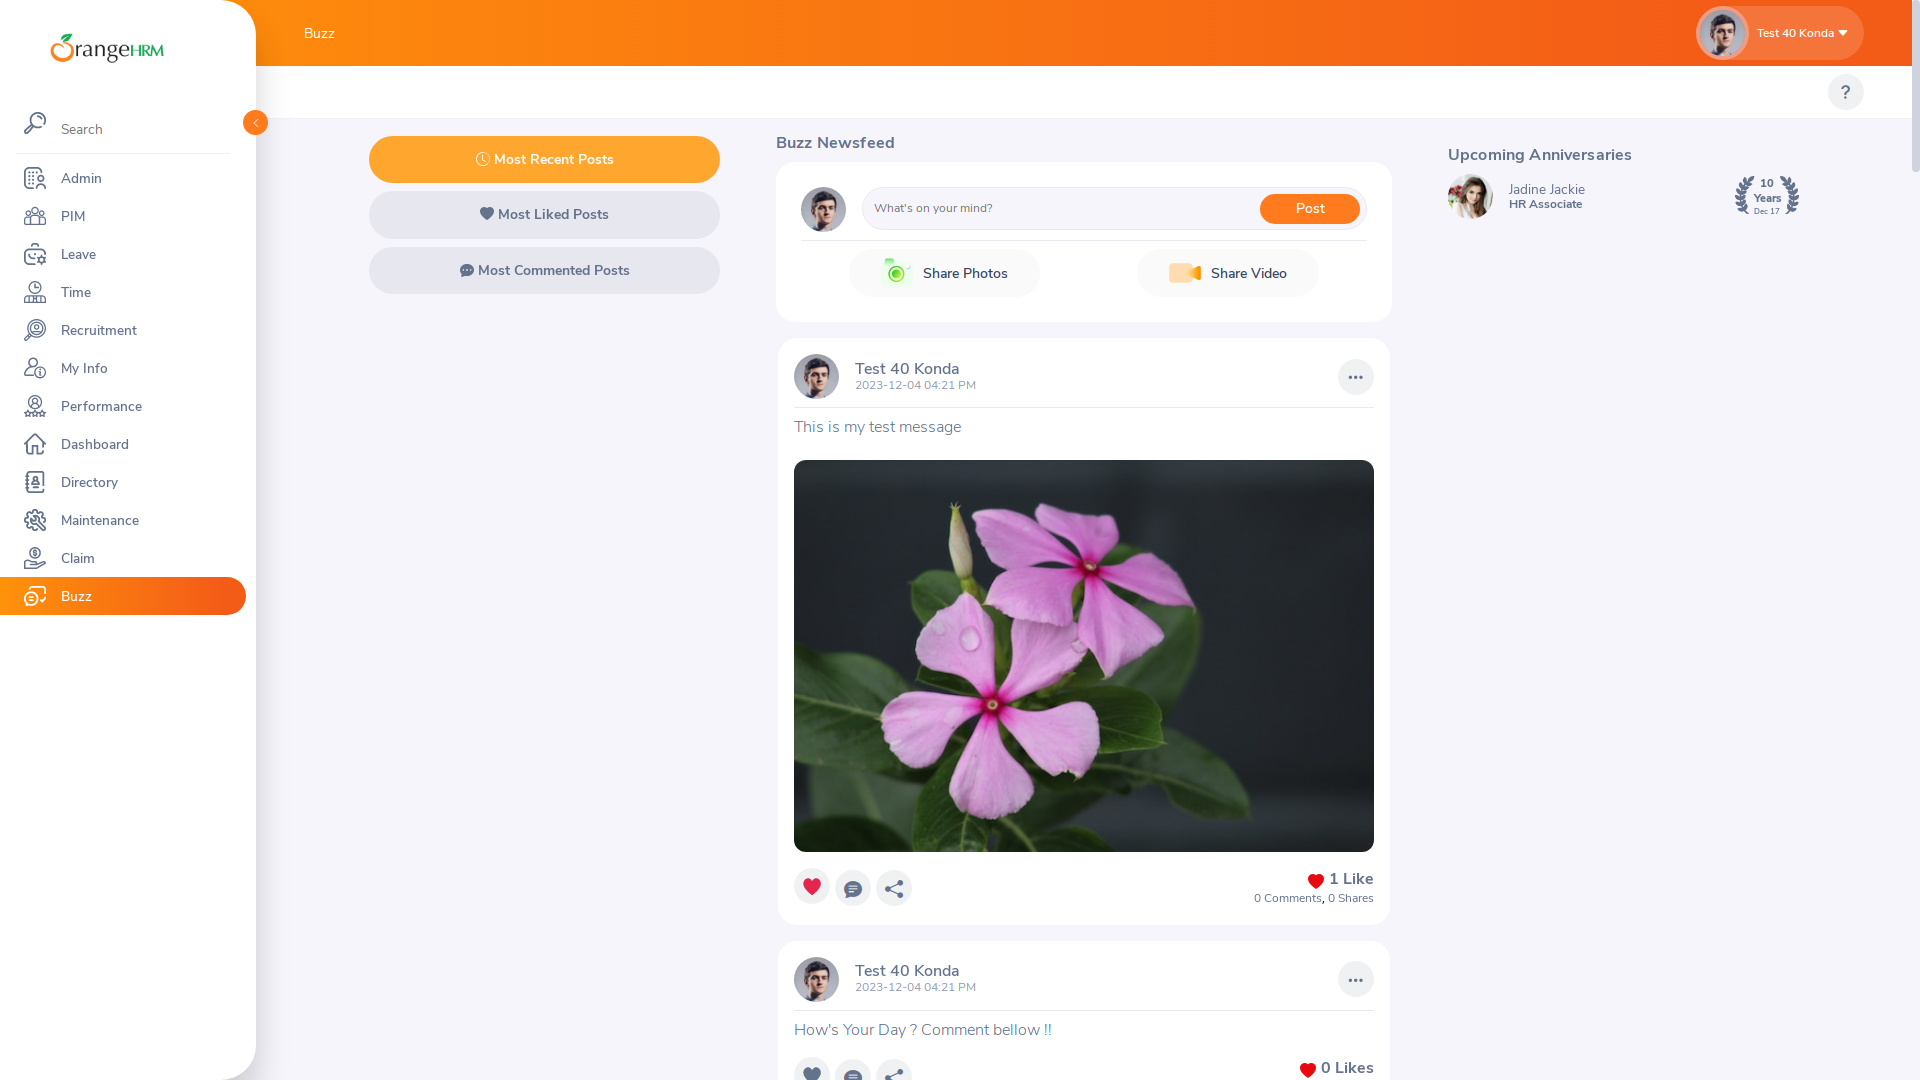 rangeHRM
Search
Admin
PIM
Leave
Time
Recruitment
My Info
Performance
Dashboard
Directory
Maintenance
Claim
Buzz
Buzz
Test 40 Konda
?
Most Recent Posts
Most Liked Posts
Most Commented Posts
Buzz Newsfeed
What's on your mind?
Post
Share Photos
Share Video
Test 40 Konda
2023-12-04 04:21 PM
This is my test message
1 Like
0 Comments, 0 Shares
Test 40 Konda
2023-12-04 04:21 PM
How's Your Day ? Comment bellow !!
0 Likes
Upcoming Anniversaries
Jadine Jackie
HR Associate
10
Years
Dec 17